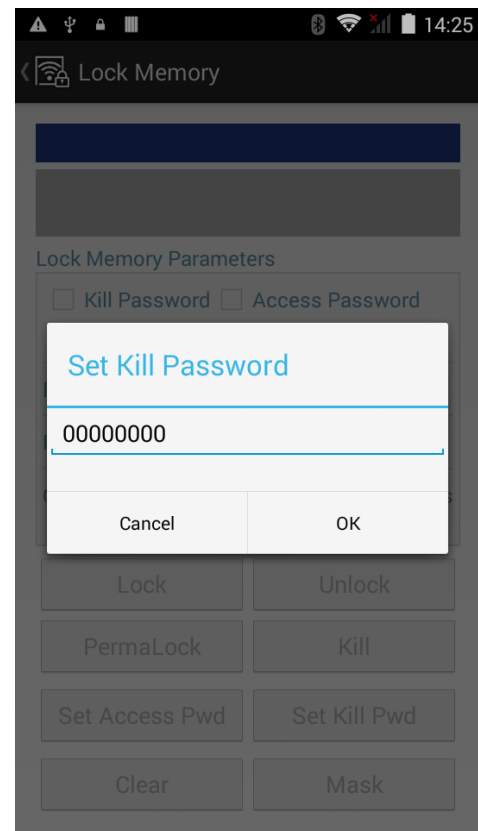 14:25
Lock Memory
Lock Memory Parameters
Kill Password Access Password
Set Kill Password
00000000
Cancel OK
Lock Unlock
PermaLock Kill
Set Access Pwd Set Kill Pwd
Clear Mask